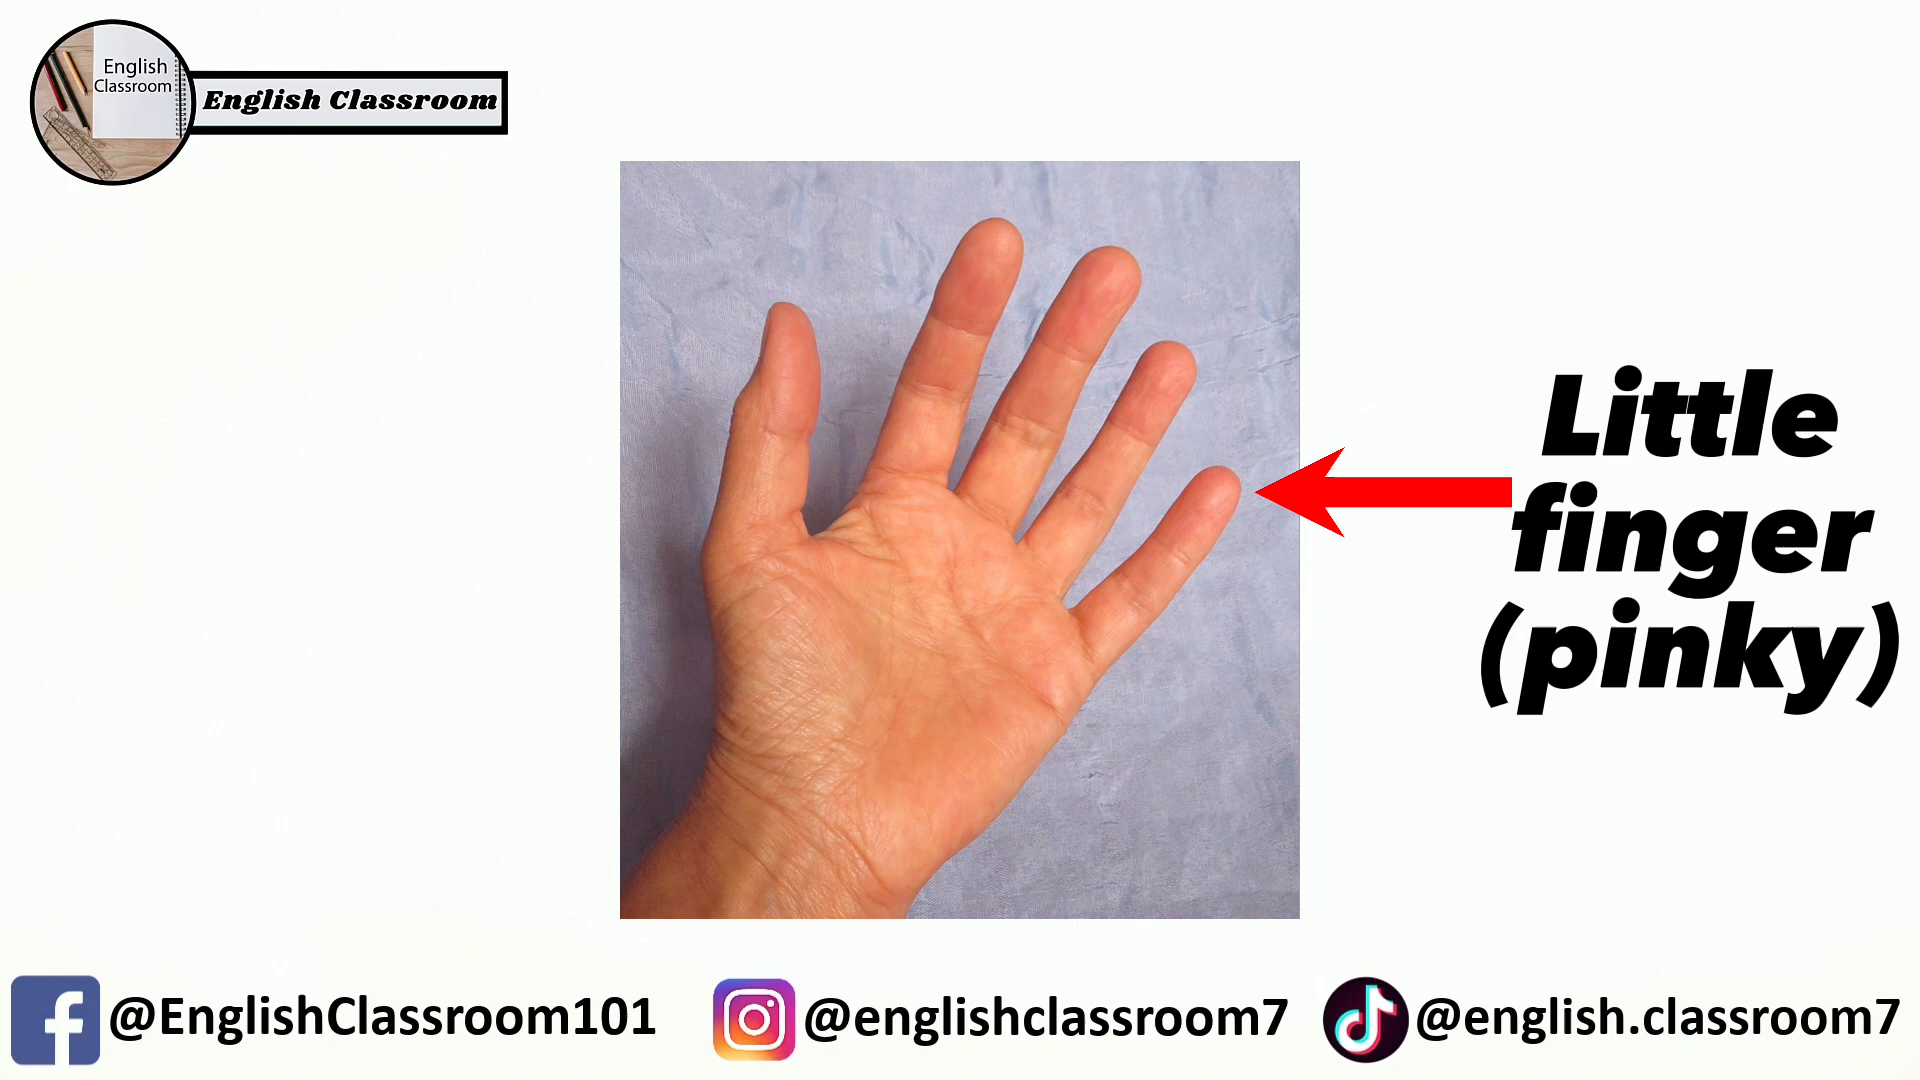 English
Classroom
English Classroom
Little
finger
(pinky)
@EnglishClassroom101
@englishclassroom7
@english.classroom7